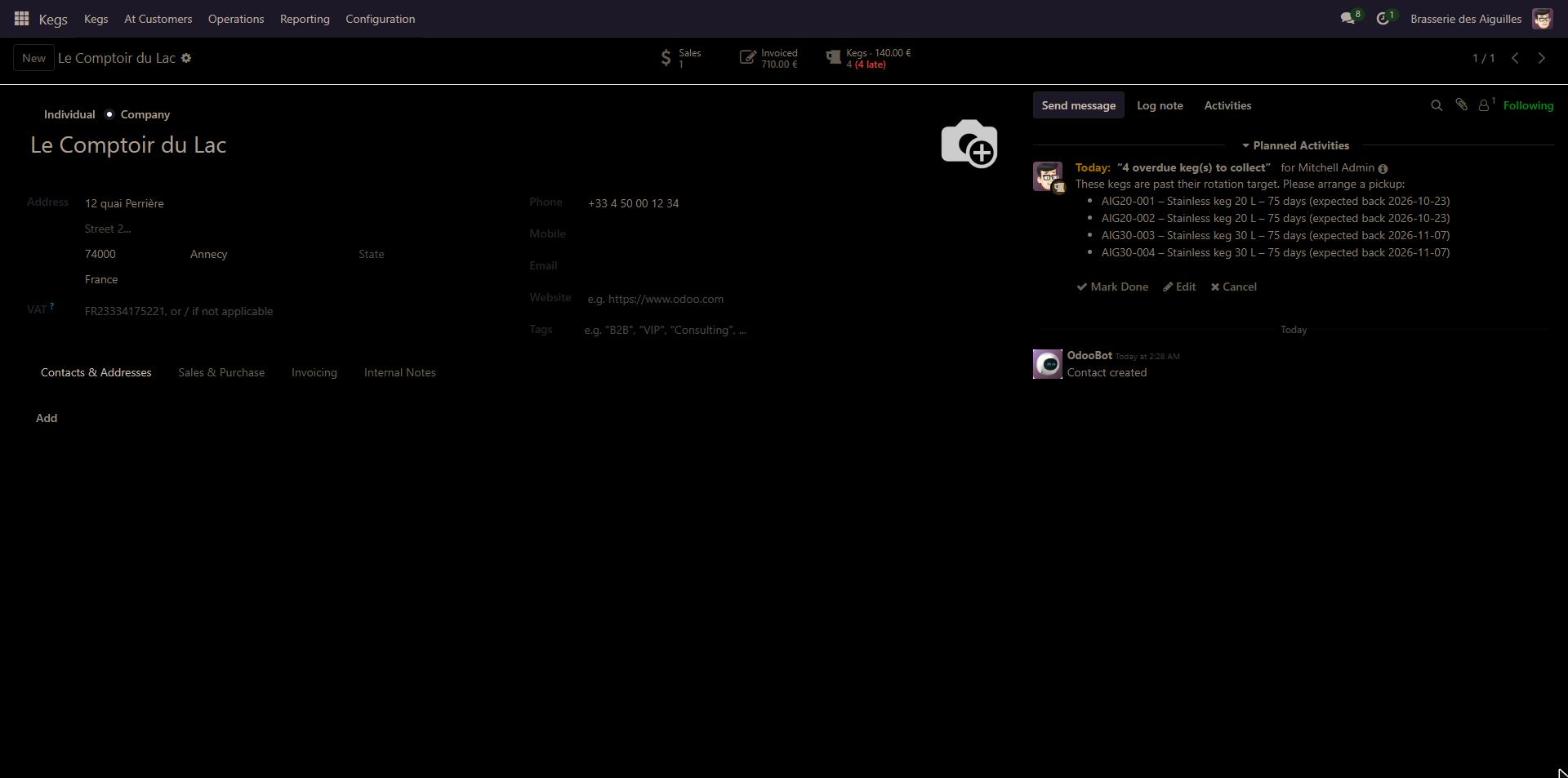 Kegs Kegs At Customers Operations Reporting Configuration 8 1 Brasserie des Aiguilles
New Le Comptoir du Lac
Sales
1
Invoiced
710.00 €
Kegs - 140.00 €
4 (4 late)
1 / 1
Individual Company
Le Comptoir du Lac
Address 12 quai Perrière
Street 2...
74000 Annecy State
France
VAT ? FR23334175221, or / if not applicable
Phone +33 4 50 00 12 34
Mobile
Email
Website e.g. https://www.odoo.com
Tags e.g. "B2B", "VIP", "Consulting", ...
Contacts & Addresses Sales & Purchase Invoicing Internal Notes
Add
Send message Log note Activities 1 Following
Planned Activities
Today: "4 overdue keg(s) to collect" for Mitchell Admin
These kegs are past their rotation target. Please arrange a pickup:
• AIG20-001 – Stainless keg 20 L – 75 days (expected back 2026-10-23)
• AIG20-002 – Stainless keg 20 L – 75 days (expected back 2026-10-23)
• AIG30-003 – Stainless keg 30 L – 75 days (expected back 2026-11-07)
• AIG30-004 – Stainless keg 30 L – 75 days (expected back 2026-11-07)
Mark Done Edit Cancel
Today
OdooBot Today at 2:28 AM
Contact created